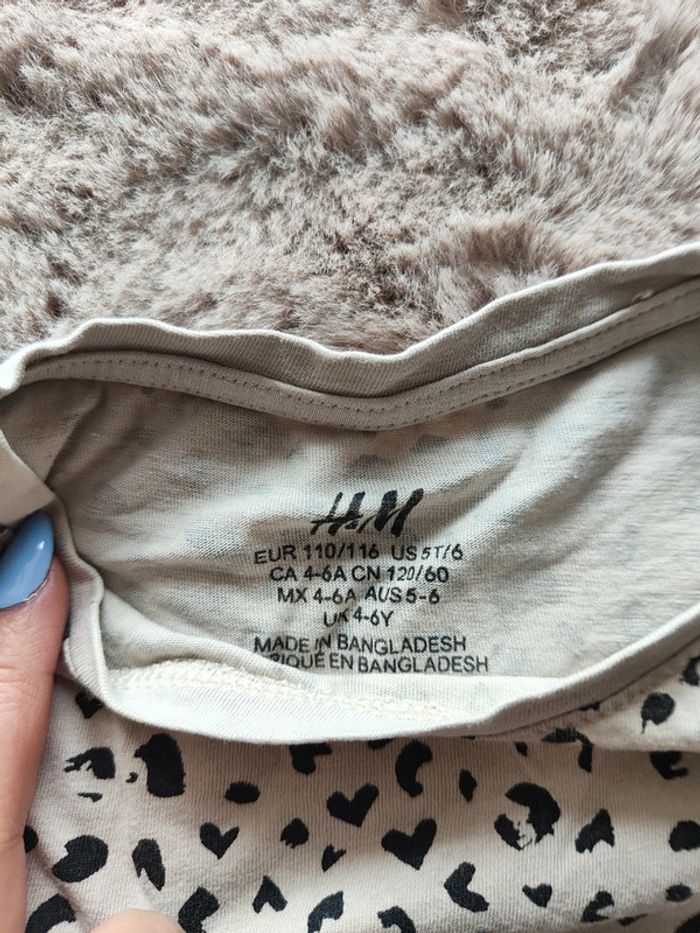 H&M
EUR 110/116 US 5T/6
CA 4-6A CN 120/60
MX 4-6A AUS 5-6
UK 4-6Y
MADE IN BANGLADESH
EN BANGLADESH